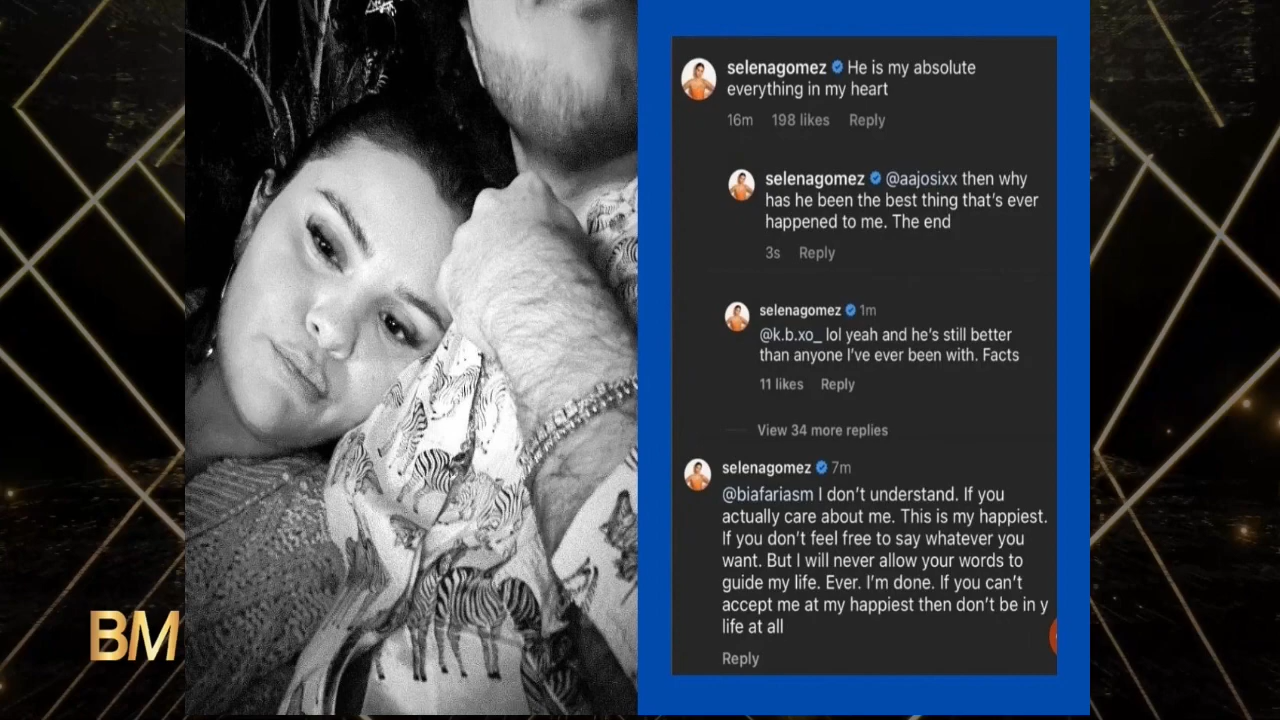 selenagomez He is my absolute
everything in my heart
16m 198 likes Reply
selenagomez @aajosixx then why
has he been the best thing that's ever
happened to me. The end
3s Reply
selenagomez 1m
@k.b.xo_ lol yeah and he's still better
than anyone I've ever been with. Facts
11 likes Reply
View 34 more replies
selenagomez 7m
@biafariasm I don't understand. If you
actually care about me. This is my happiest.
If you don't feel free to say whatever you
want. But I will never allow your words to
guide my life. Ever. I'm done. If you can't
accept me at my happiest then don't be in y
life at all
Reply
BM